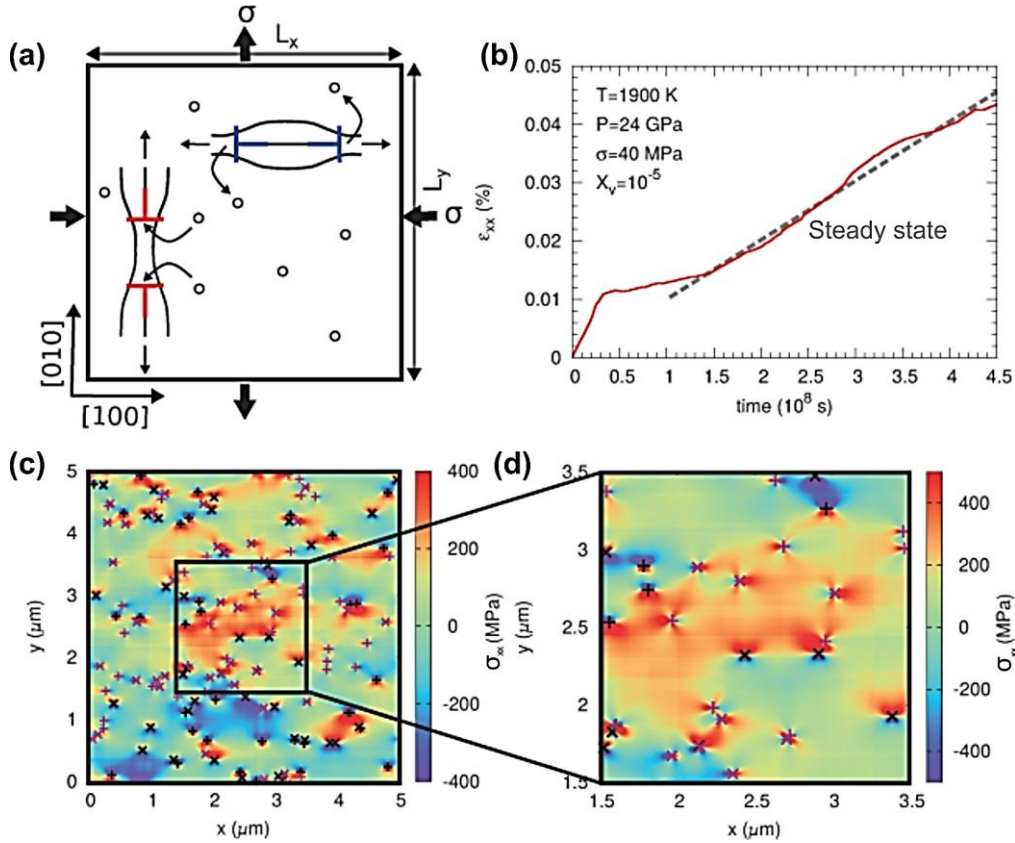 (a)
σ
Lx
Ly
σ
[010]
[100]
(b)
0.05
0.04
0.03
0.02
0.01
0
εxx (%)
T=1900 K
P=24 GPa
σ=40 MPa
Xv=10-5
Steady state
0 0.5 1 1.5 2 2.5 3 3.5 4 4.5
time (10⁸ s)
(c)
5
4
3
2
1
0
y (µm)
0 1 2 3 4 5
x (µm)
400
200
0
-200
-400
σxx (MPa)
(d)
3.5
3
2.5
2
1.5
y (µm)
1.5 2 2.5 3 3.5
x (µm)
400
200
0
-200
-400
σxx (MPa)